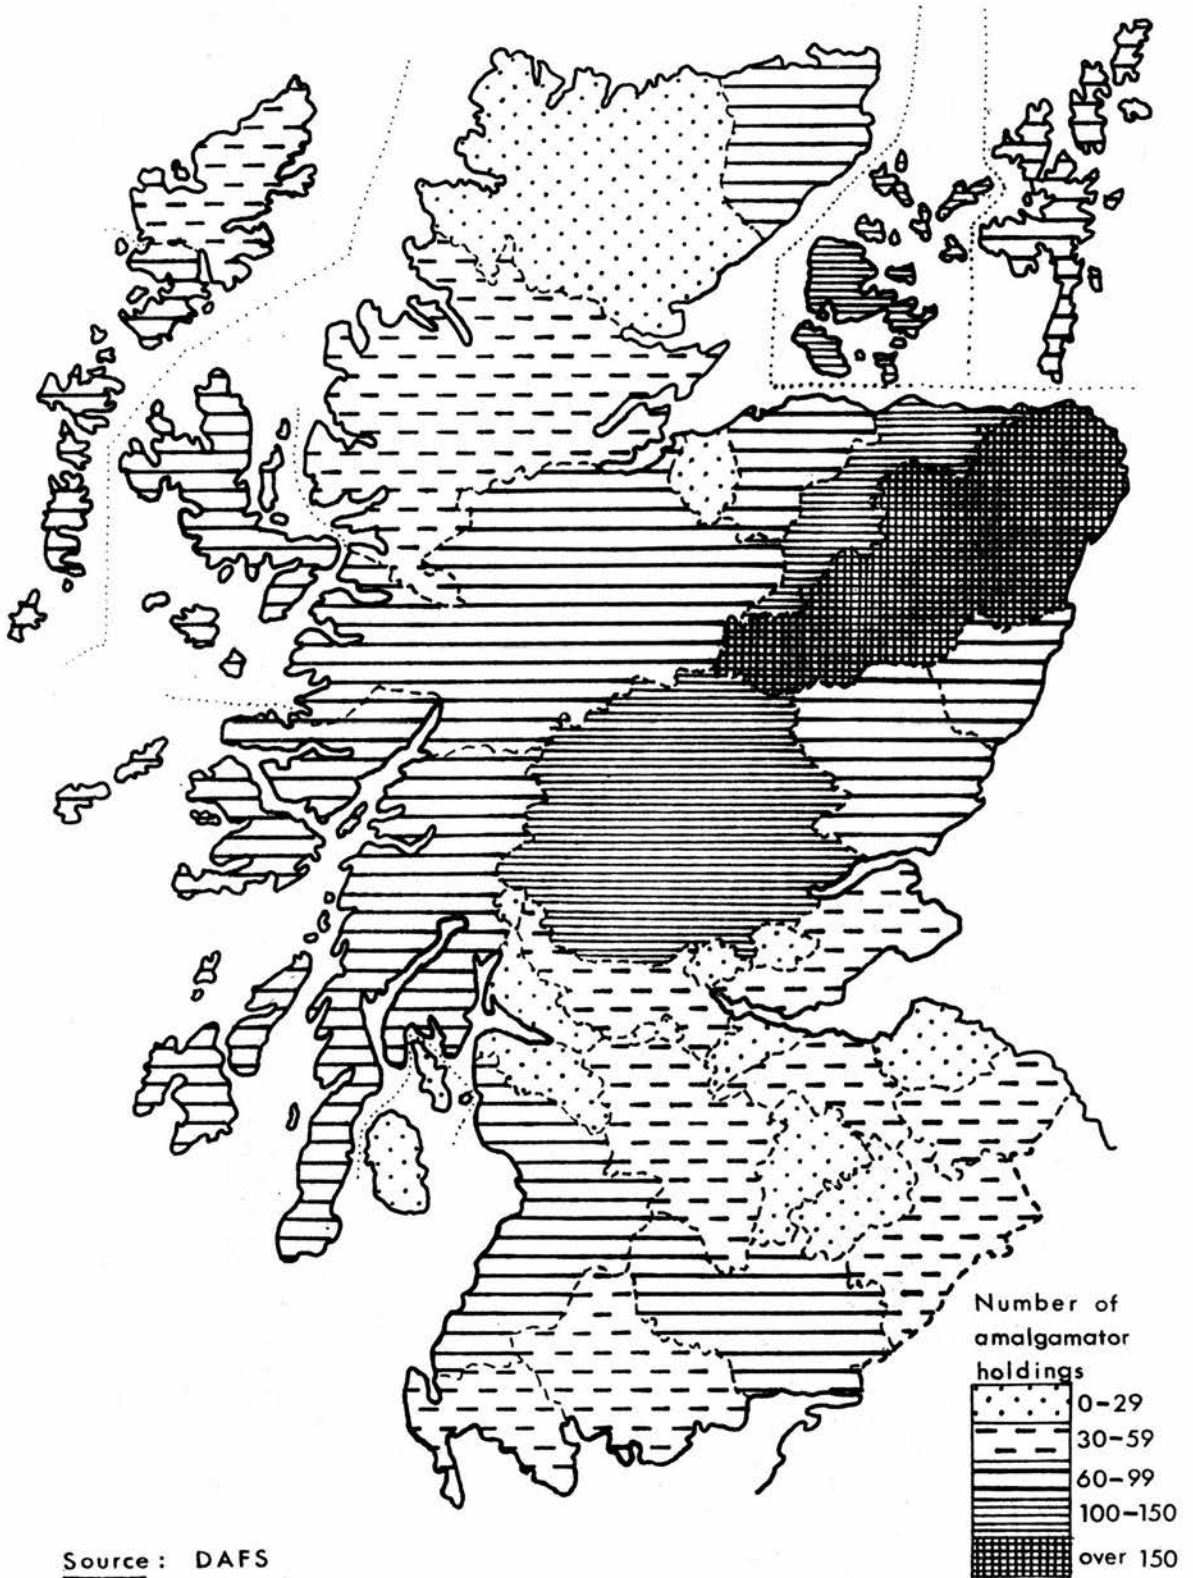 Number of
amalgamator
holdings
0-29
30-59
60-99
100-150
over 150
Source: DAFS